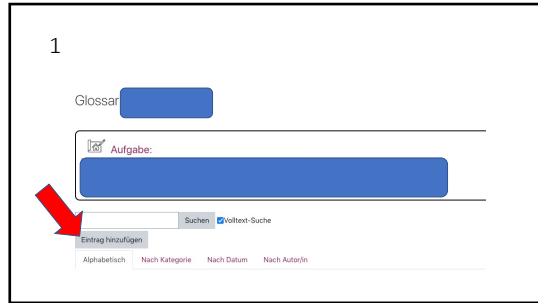 1
Glossar
Aufgabe:
Suchen Volltext-Suche
Eintrag hinzufügen
Alphabetisch Nach Kategorie Nach Datum Nach Autor/in